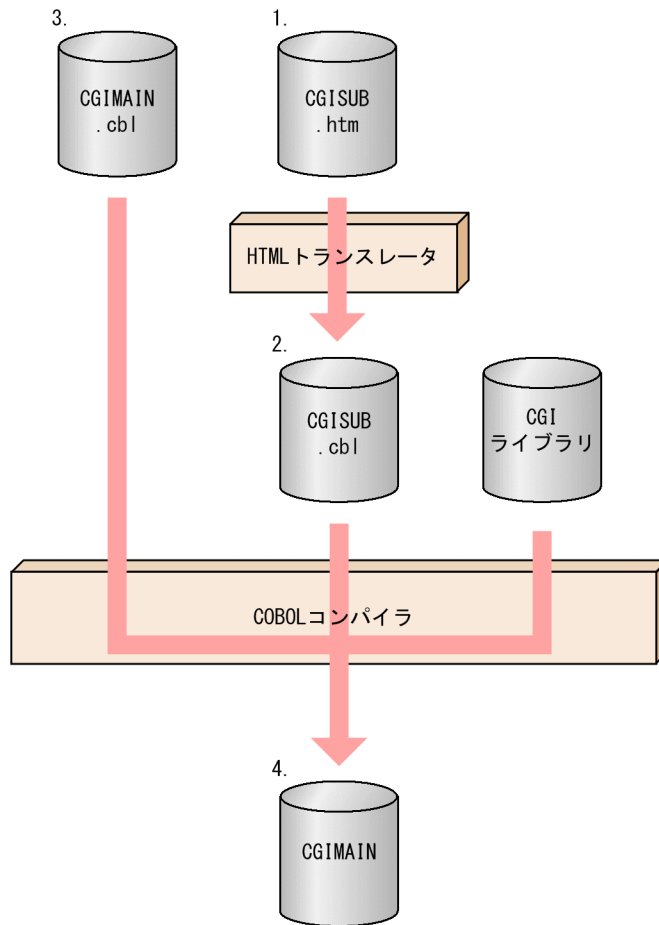 3.
CGIMAIN
.cbl
1.
CGISUB
.htm
HTMLトランスレータ
2.
CGISUB
.cbl
CGI
ライブラリ
COBOLコンパイラ
4.
CGIMAIN